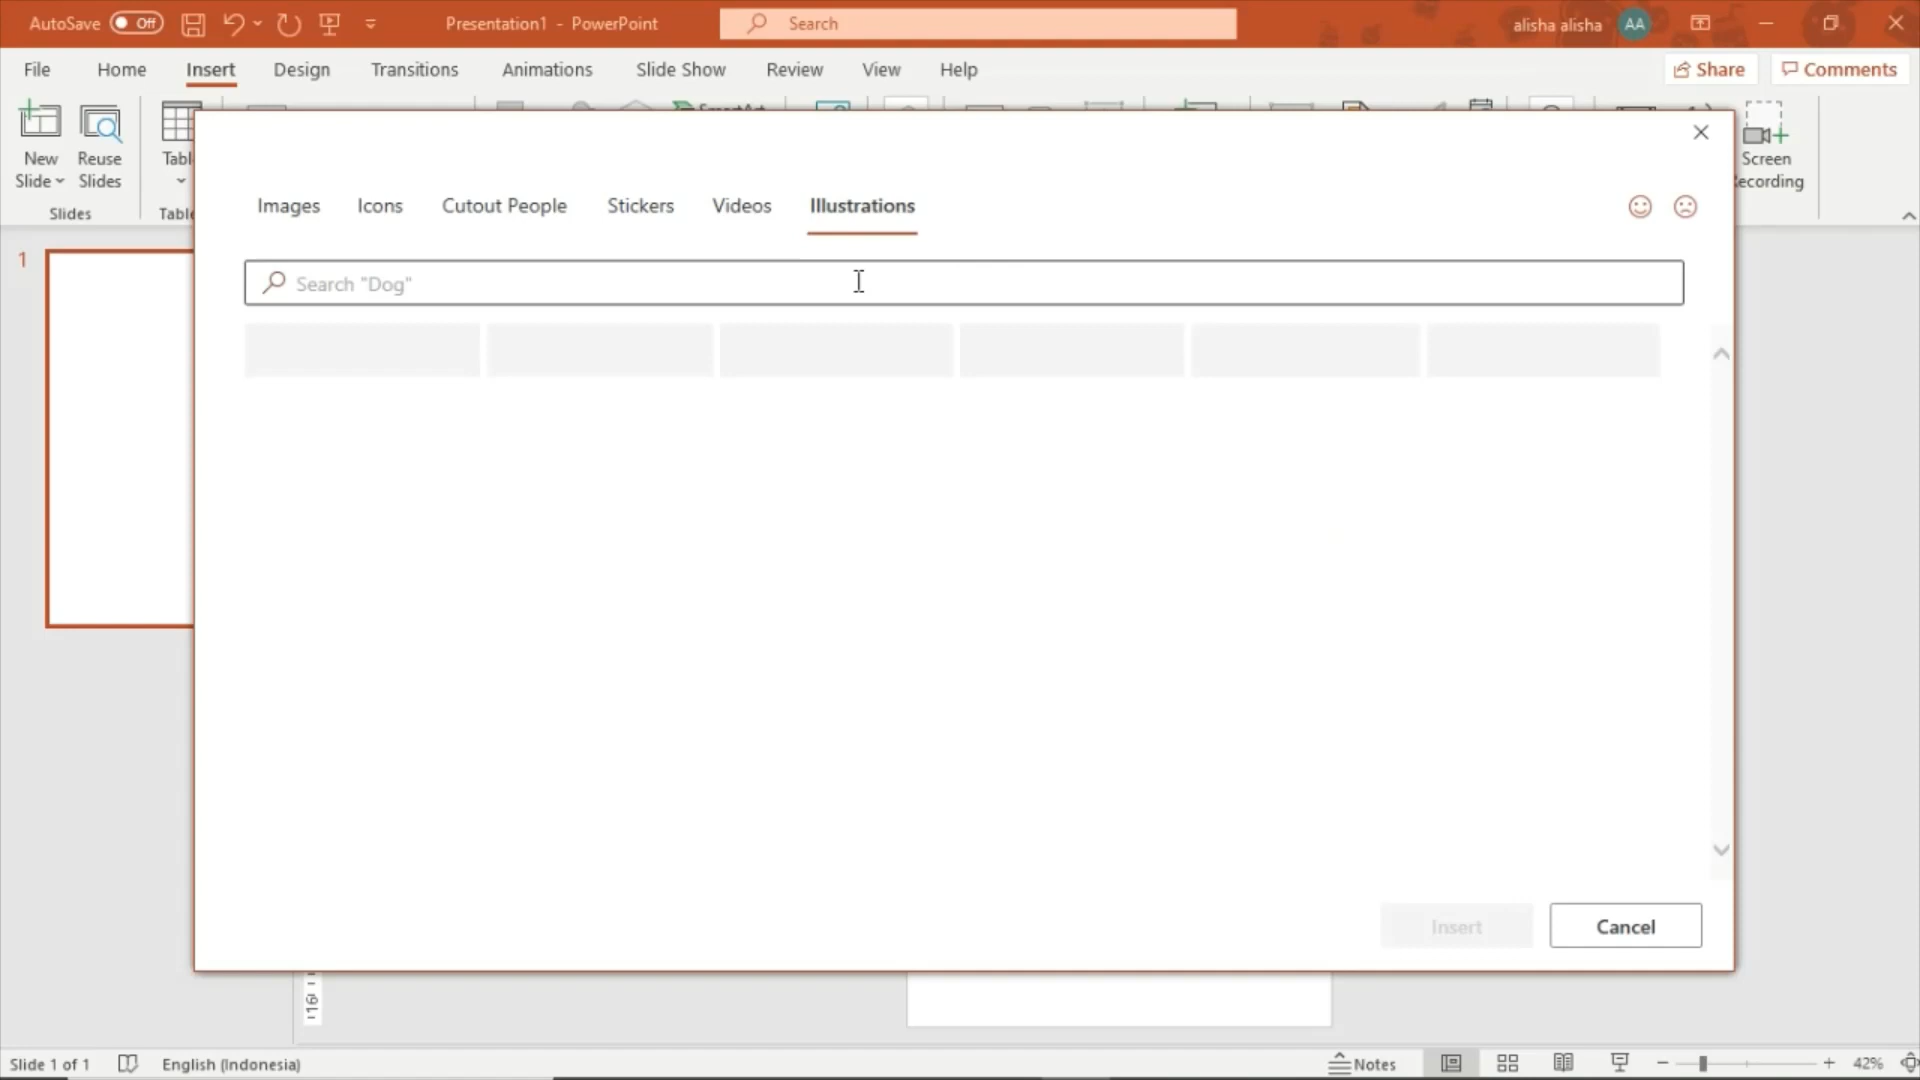 AutoSave Off Presentation1 - PowerPoint Search alisha alisha AA
File Home Insert Design Transitions Animations Slide Show Review View Help Share Comments
New Slide
Reuse Slides
Slides
Tabl
Table
SmartArt
Screen
ecording
Images Icons Cutout People Stickers Videos Illustrations
Search "Dog"
Insert Cancel
1
16
Slide 1 of 1 English (Indonesia) Notes 42%